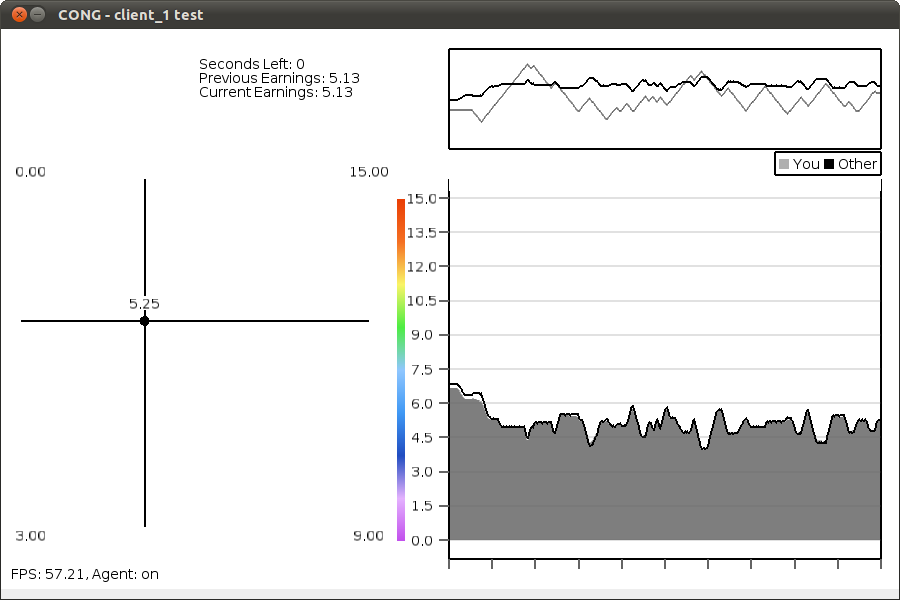 CONG - client_1 test
Seconds Left: 0
Previous Earnings: 5.13
Current Earnings: 5.13
You Other
0.00 15.00
5.25
3.00 9.00
15.0
13.5
12.0
10.5
9.0
7.5
6.0
4.5
3.0
1.5
0.0
FPS: 57.21, Agent: on